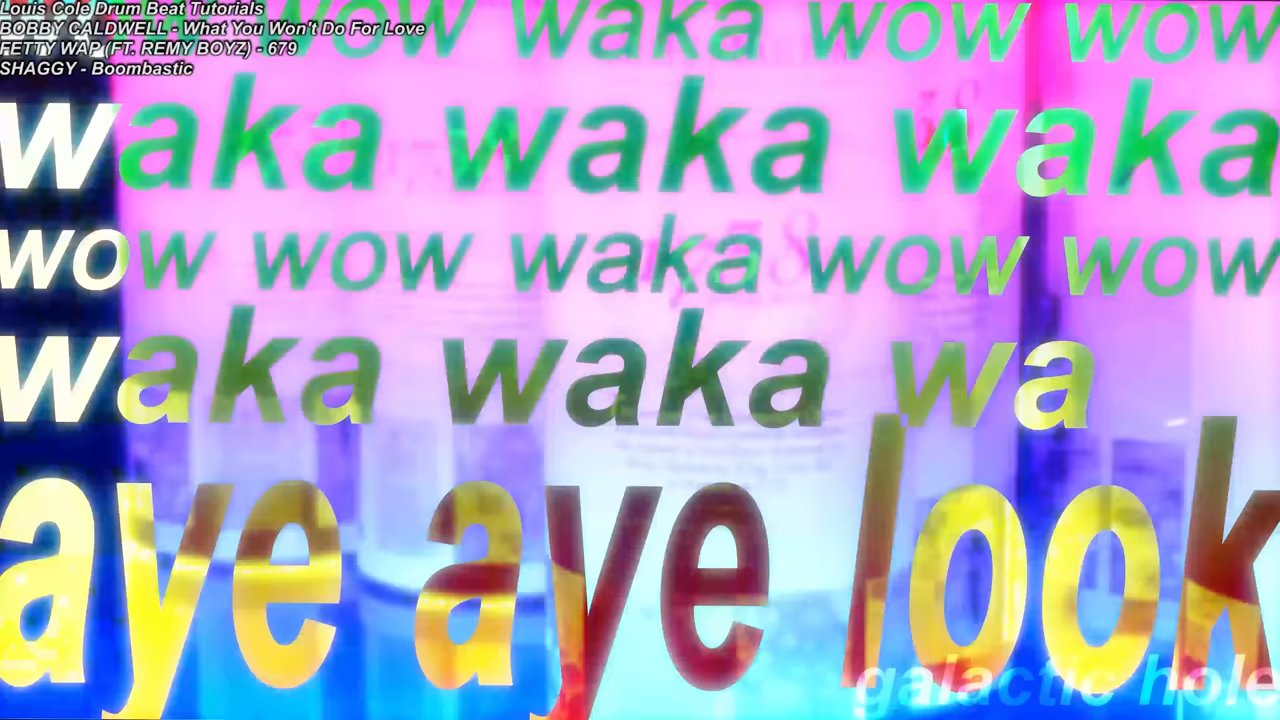 Louis Cole Drum Beat Tutorials
BOBBY CALDWELL - What You Won't Do For Love
FETTY WAP (FT. REMY BOYZ) - 679
SHAGGY - Boombastic
wow waka wow wow
waka waka waka
wow wow waka wow wow
waka waka wa
aye aye look
galactic hole